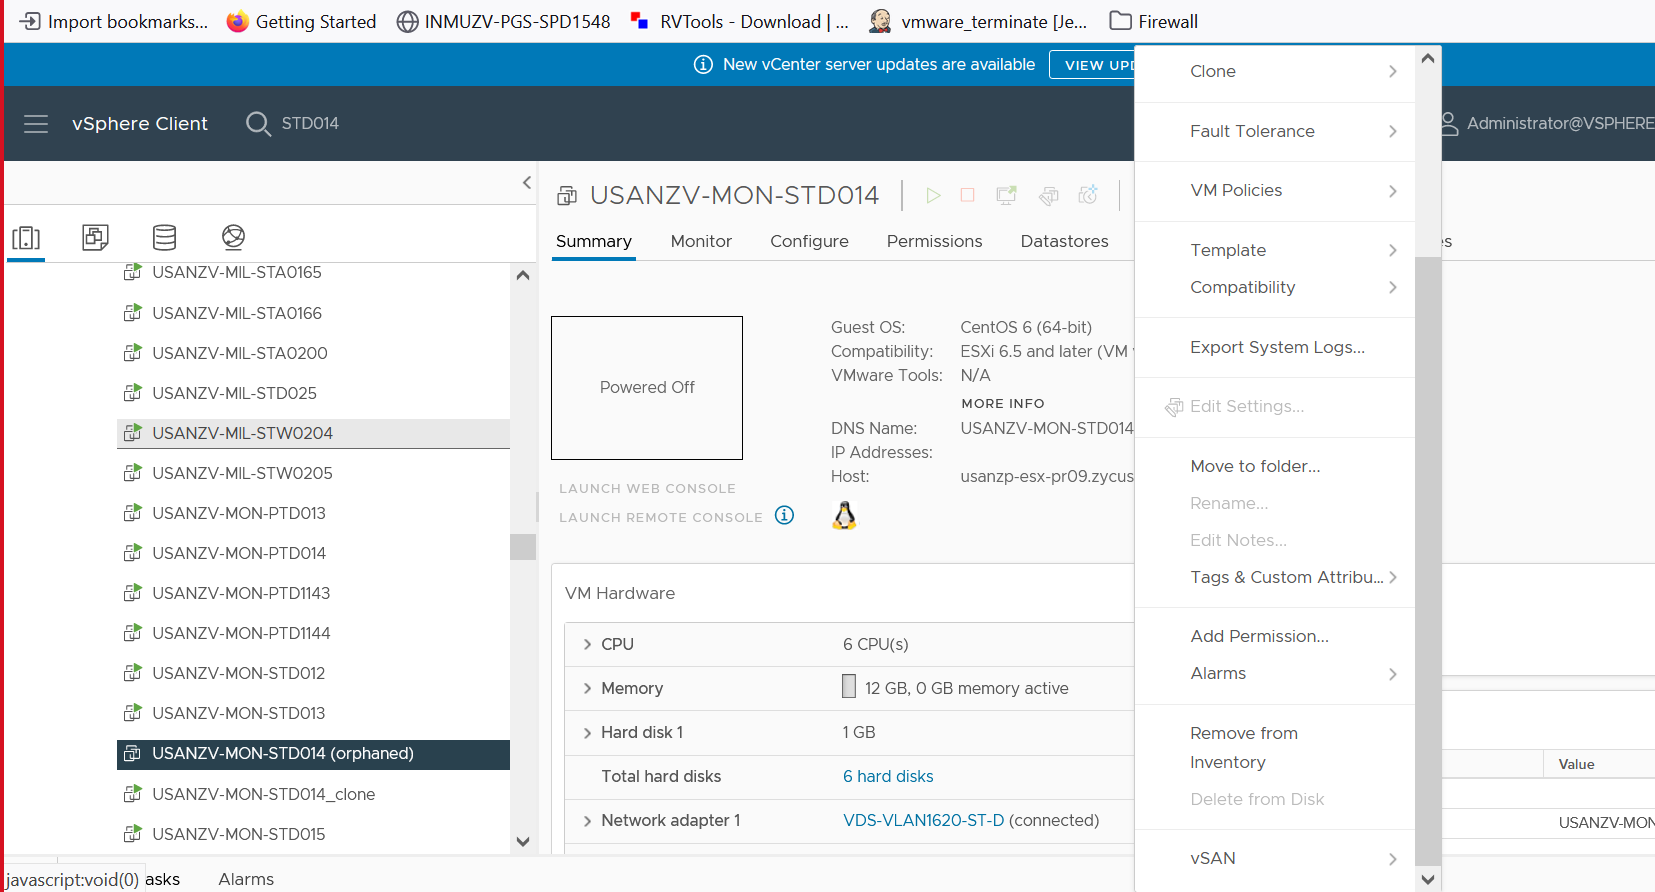 Import bookmarks...
Getting Started
INMUZV-PGS-SPD1548
RVTools - Download | ...
vmware_terminate [Je...
Firewall
New vCenter server updates are available
VIEW UPD
vSphere Client
STD014
Administrator@VSPHERE
USANZV-MIL-STA0165
USANZV-MIL-STA0166
USANZV-MIL-STA0200
USANZV-MIL-STD025
USANZV-MIL-STW0204
USANZV-MIL-STW0205
USANZV-MON-PTD013
USANZV-MON-PTD014
USANZV-MON-PTD1143
USANZV-MON-PTD1144
USANZV-MON-STD012
USANZV-MON-STD013
USANZV-MON-STD014 (orphaned)
USANZV-MON-STD014_clone
USANZV-MON-STD015
USANZV-MON-STD014
Summary
Monitor
Configure
Permissions
Datastores
es
Powered Off
LAUNCH WEB CONSOLE
LAUNCH REMOTE CONSOLE
Guest OS: CentOS 6 (64-bit)
Compatibility: ESXi 6.5 and later (VM
VMware Tools: N/A
MORE INFO
DNS Name: USANZV-MON-STD014
IP Addresses:
Host: usanzp-esx-pr09.zycus
VM Hardware
CPU 6 CPU(s)
Memory 12 GB, 0 GB memory active
Hard disk 1 1 GB
Total hard disks 6 hard disks
Network adapter 1 VDS-VLAN1620-ST-D (connected)
Clone
Fault Tolerance
VM Policies
Template
Compatibility
Export System Logs...
Edit Settings...
Move to folder...
Rename...
Edit Notes...
Tags & Custom Attribu...
Add Permission...
Alarms
Remove from
Inventory
Delete from Disk
vSAN
Value
USANZV-MON
javascript:void(0)
asks
Alarms